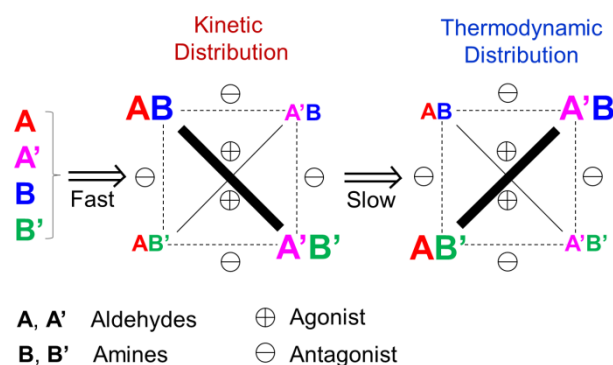 Kinetic
Distribution
Thermodynamic
Distribution
A
A'
B
B'
Fast
AB
A'B
AB'
A'B'
⊖
⊖
⊖
⊖
⊕
⊕
Slow
AB
A'B
AB'
A'B'
⊖
⊖
⊖
⊖
⊕
⊕
A, A' Aldehydes
B, B' Amines
⊕ Agonist
⊖ Antagonist